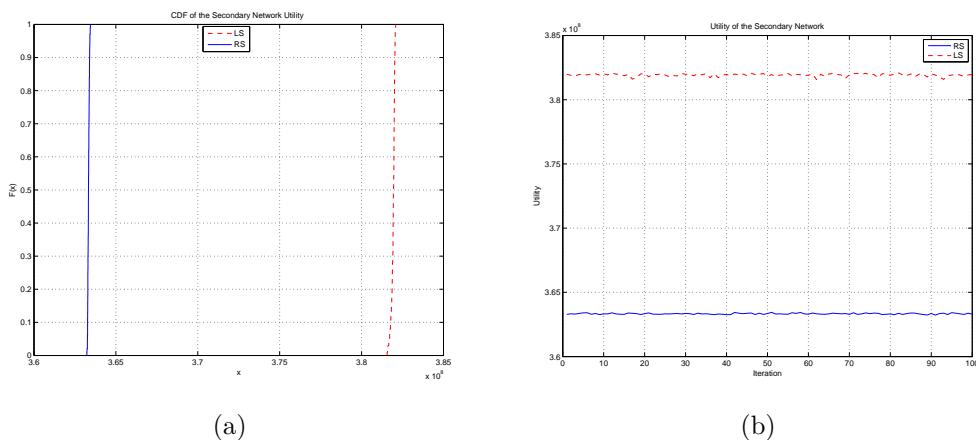 CDF of the Secondary Network Utility
LS
RS
1
0.9
0.8
0.7
0.6
0.5
0.4
0.3
0.2
0.1
0
F(x)
3.6 3.65 3.7 3.75 3.8 3.85
x
x 10^8
(a)
x 10^8
Utility of the Secondary Network
RS
LS
3.85
3.8
3.75
3.7
3.65
3.6
Utility
0 10 20 30 40 50 60 70 80 90 100
Iteration
(b)